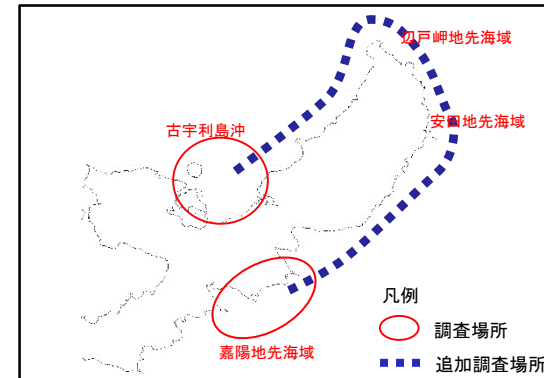 辺戸岬地先海域
安田地先海域
古宇利島沖
嘉陽地先海域
凡例
調査場所
追加調査場所